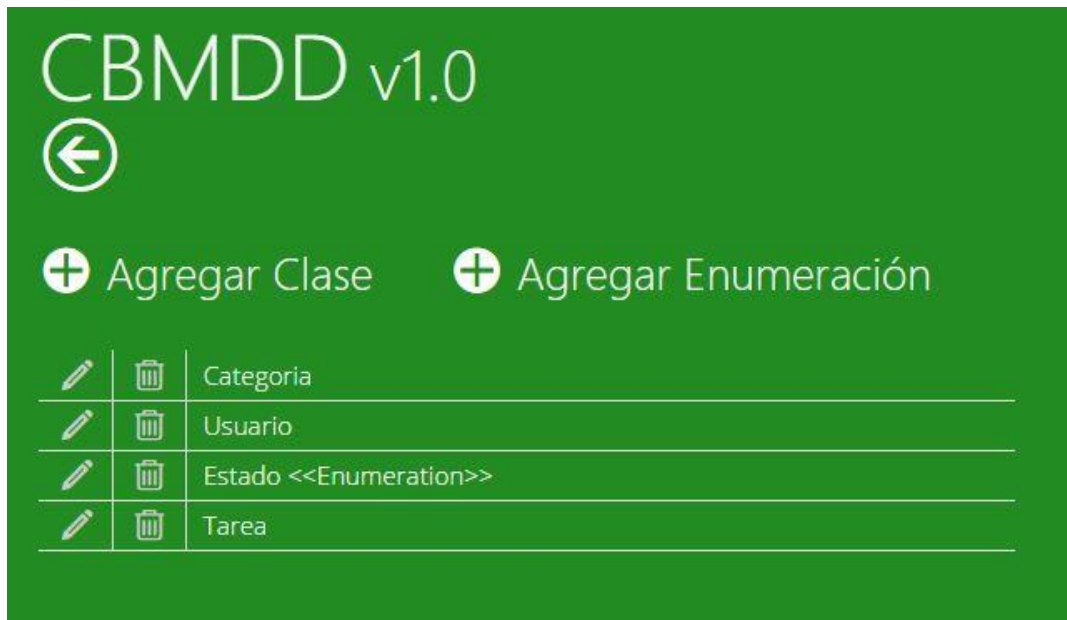 CBMDD v1.0
Agregar Clase Agregar Enumeración
Categoria
Usuario
Estado <<Enumeration>>
Tarea